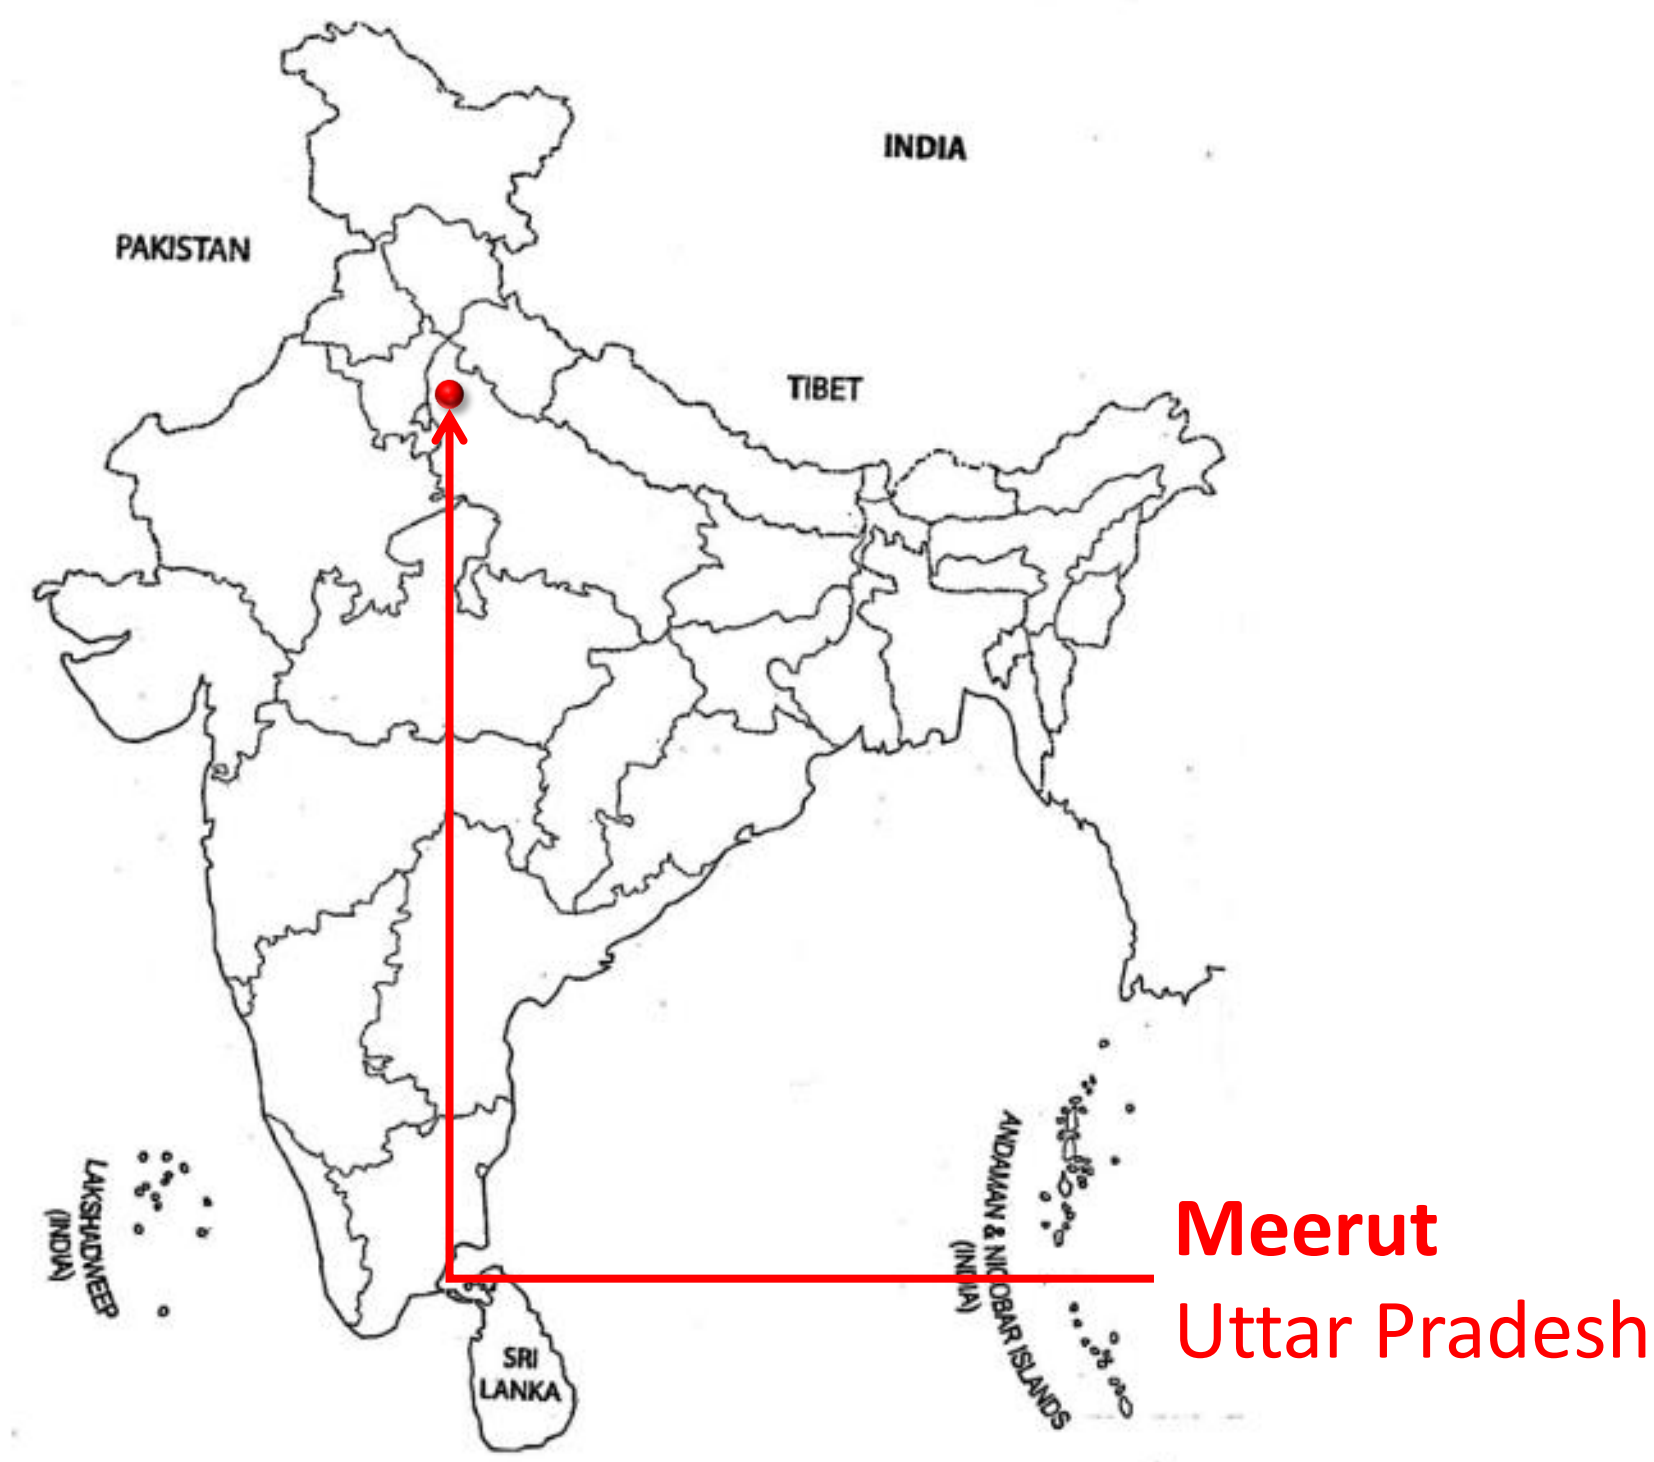 INDIA
PAKISTAN
TIBET
LAKSHADWEEP
(INDIA)
ANDAMAN & NICOBAR ISLANDS
(INDIA)
Meerut
Uttar Pradesh
SRI
LANKA